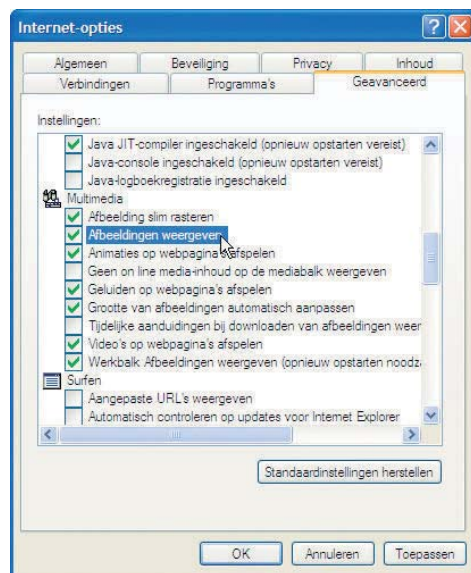 Internet-opties
Algemeen Beveiliging Privacy Inhoud
Verbindingen Programma's Geavanceerd
Instellingen:
Java JIT-compiler ingeschakeld (opnieuw opstarten vereist)
Java-console ingeschakeld (opnieuw opstarten vereist)
Java-logboekregistratie ingeschakeld
Multimedia
Afbeelding slim rasteren
Afbeeldingen weergeven
Animaties op webpagina's afspelen
Geen on line media-inhoud op de mediabalk weergeven
Geluiden op webpagina's afspelen
Grootte van afbeeldingen automatisch aanpassen
Tijdelijke aanduidingen bij downloaden van afbeeldingen weer
Video's op webpagina's afspelen
Werkbalk Afbeeldingen weergeven (opnieuw opstarten noodza
Surfen
Aangepaste URL's weergeven
Automatisch controleren op updates voor Internet Explorer
Standaardinstellingen herstellen
OK Annuleren Toepassen